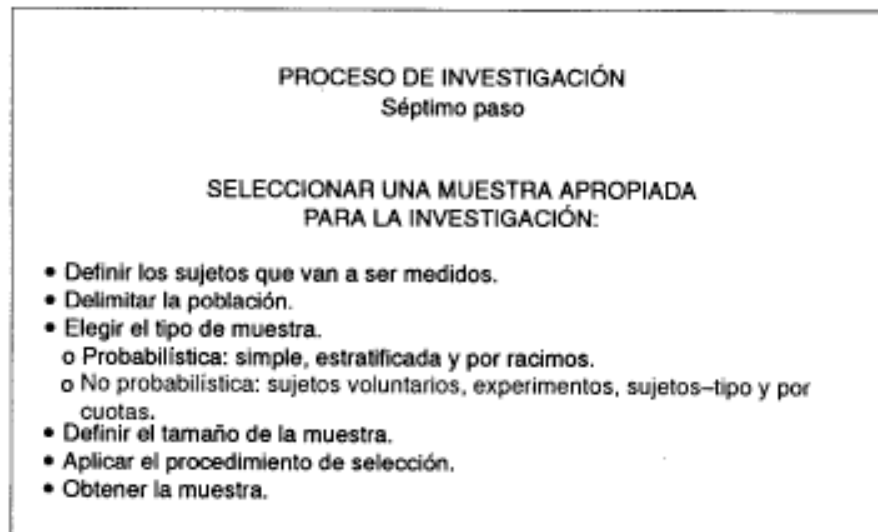 PROCESO DE INVESTIGACIÓN
Séptimo paso
SELECCIONAR UNA MUESTRA APROPIADA
PARA LA INVESTIGACIÓN:
• Definir los sujetos que van a ser medidos.
• Delimitar la población.
• Elegir el tipo de muestra.
o Probabilística: simple, estratificada y por racimos.
o No probabilística: sujetos voluntarios, experimentos, sujetos–tipo y por
cuotas.
• Definir el tamaño de la muestra.
• Aplicar el procedimiento de selección.
• Obtener la muestra.